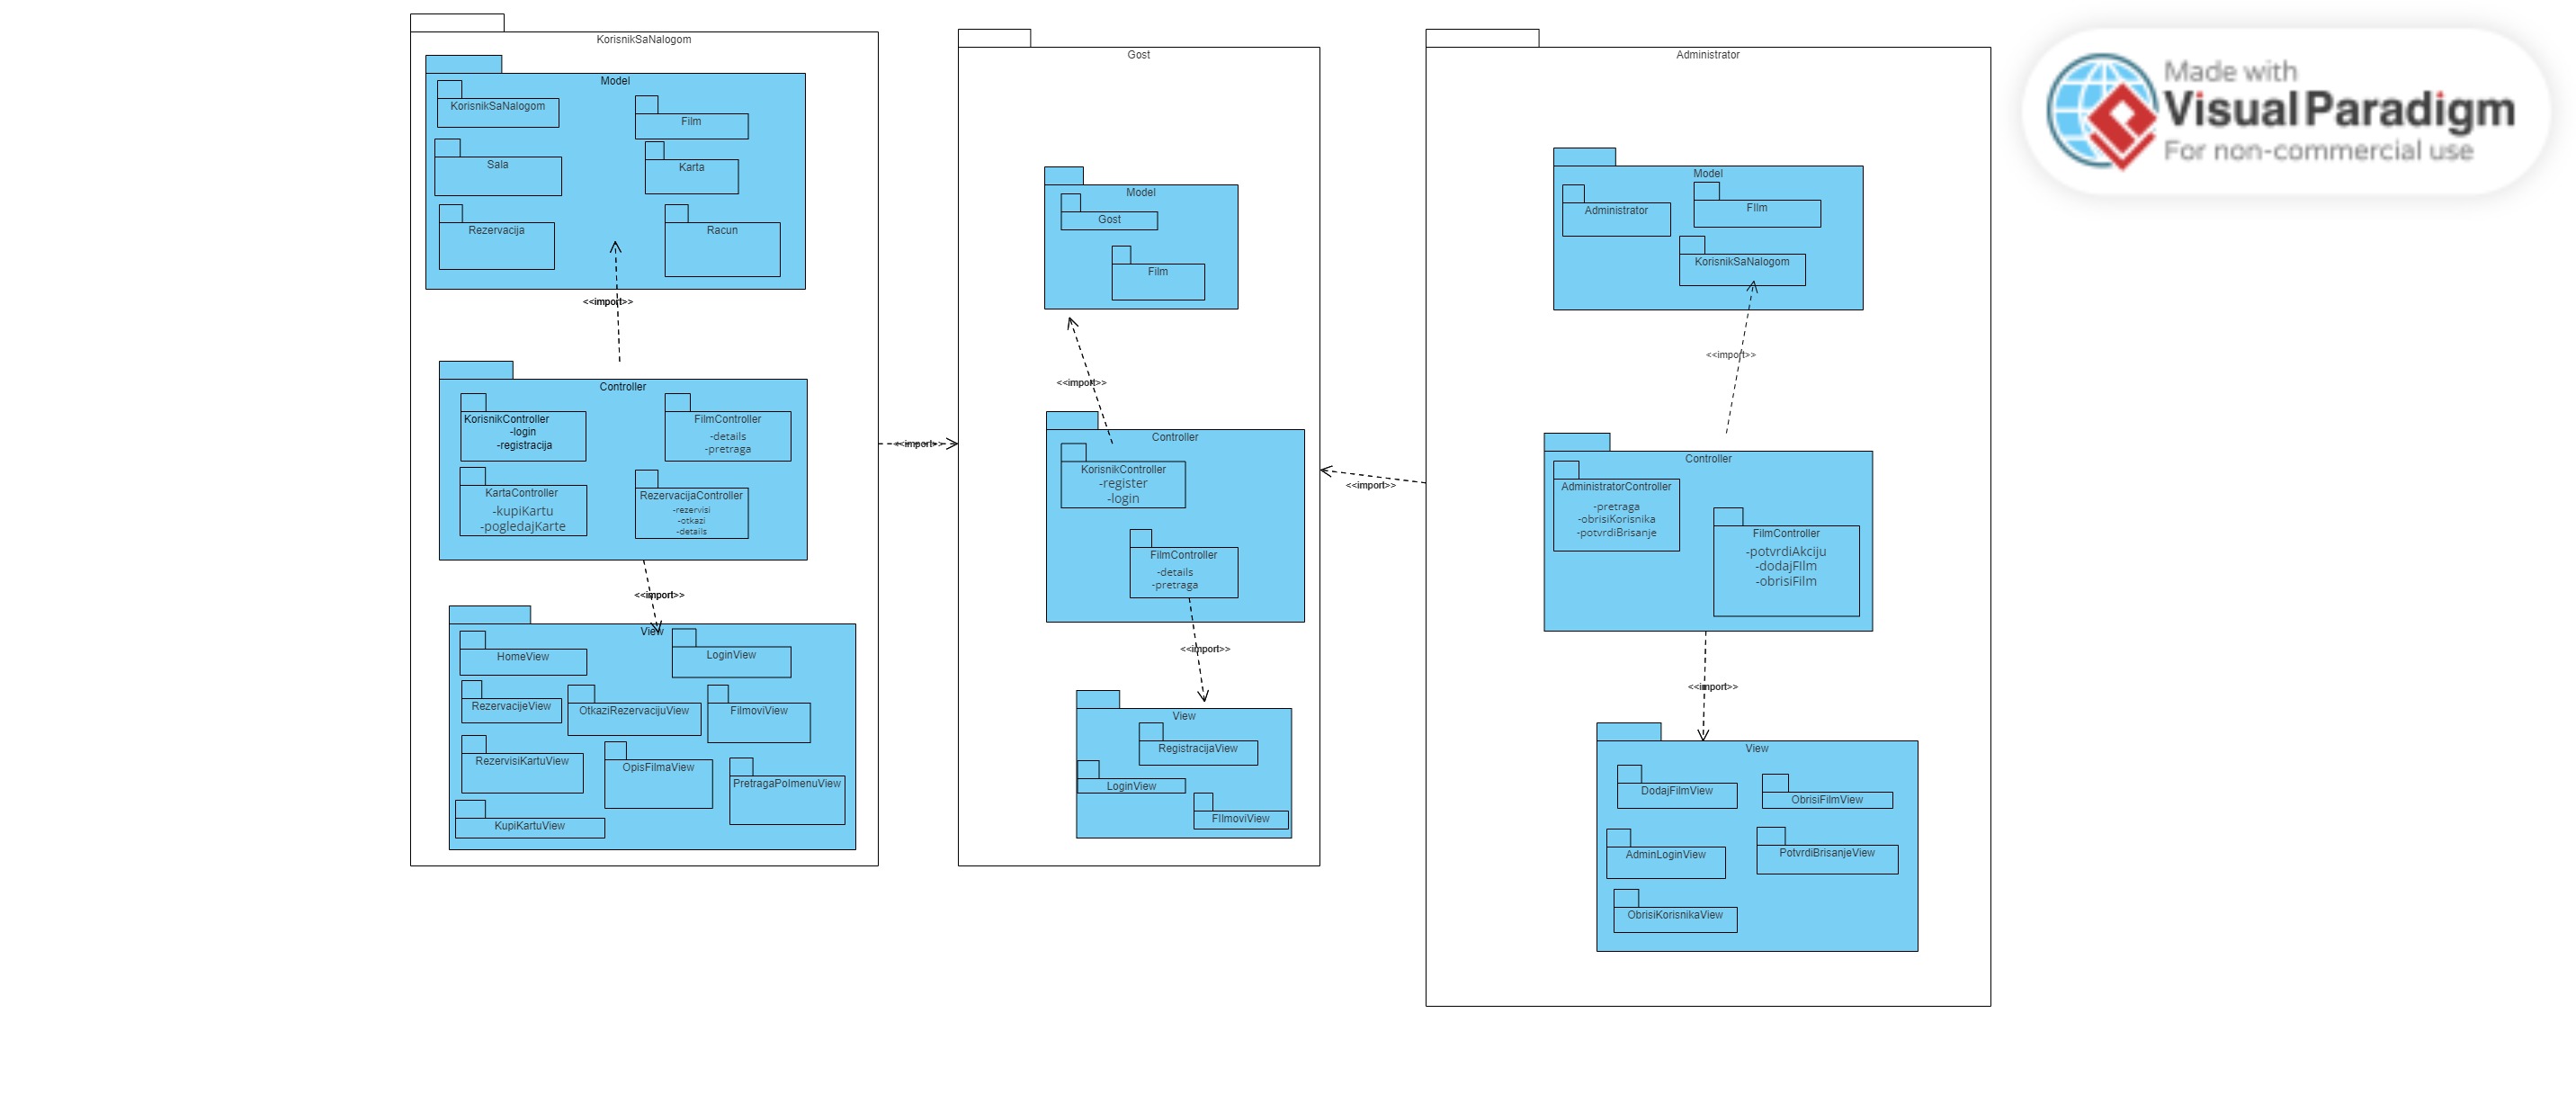 KorisnikSaNalogom
Model
KorisnikSaNalogom
Film
Sala
Karta
Rezervacija
Racun
<<import>>
Controller
KorisnikController
-login
-registracija
FilmController
-details
-pretraga
KartaController
-kupiKartu
-pogledajKarte
RezervacijaController
-rezervisi
-otkazi
-details
<<import>>
View
HomeView
LoginView
RezervacijeView
OtkaziRezervacijuView
FilmoviView
RezervisiKartuView
OpisFilmaView
PretragaPoImenuView
KupiKartuView
<<import>>
Gost
Model
Gost
Film
<<import>>
Controller
KorisnikController
-register
-login
FilmController
-details
-pretraga
<<import>>
View
RegistracijaView
LoginView
FIlmoviView
<<import>>
Administrator
Model
Administrator
FIlm
KorisnikSaNalogom
<<import>>
Controller
AdministratorController
-pretraga
-obrisiKorisnika
-potvrdiBrisanje
FilmController
-potvrdiAkciju
-dodajFIlm
-obrisiFilm
<<import>>
View
DodajFilmView
ObrisiFilmView
AdminLoginView
PotvrdiBrisanjeView
ObrisiKorisnikaView
Made with
Visual Paradigm
For non-commercial use